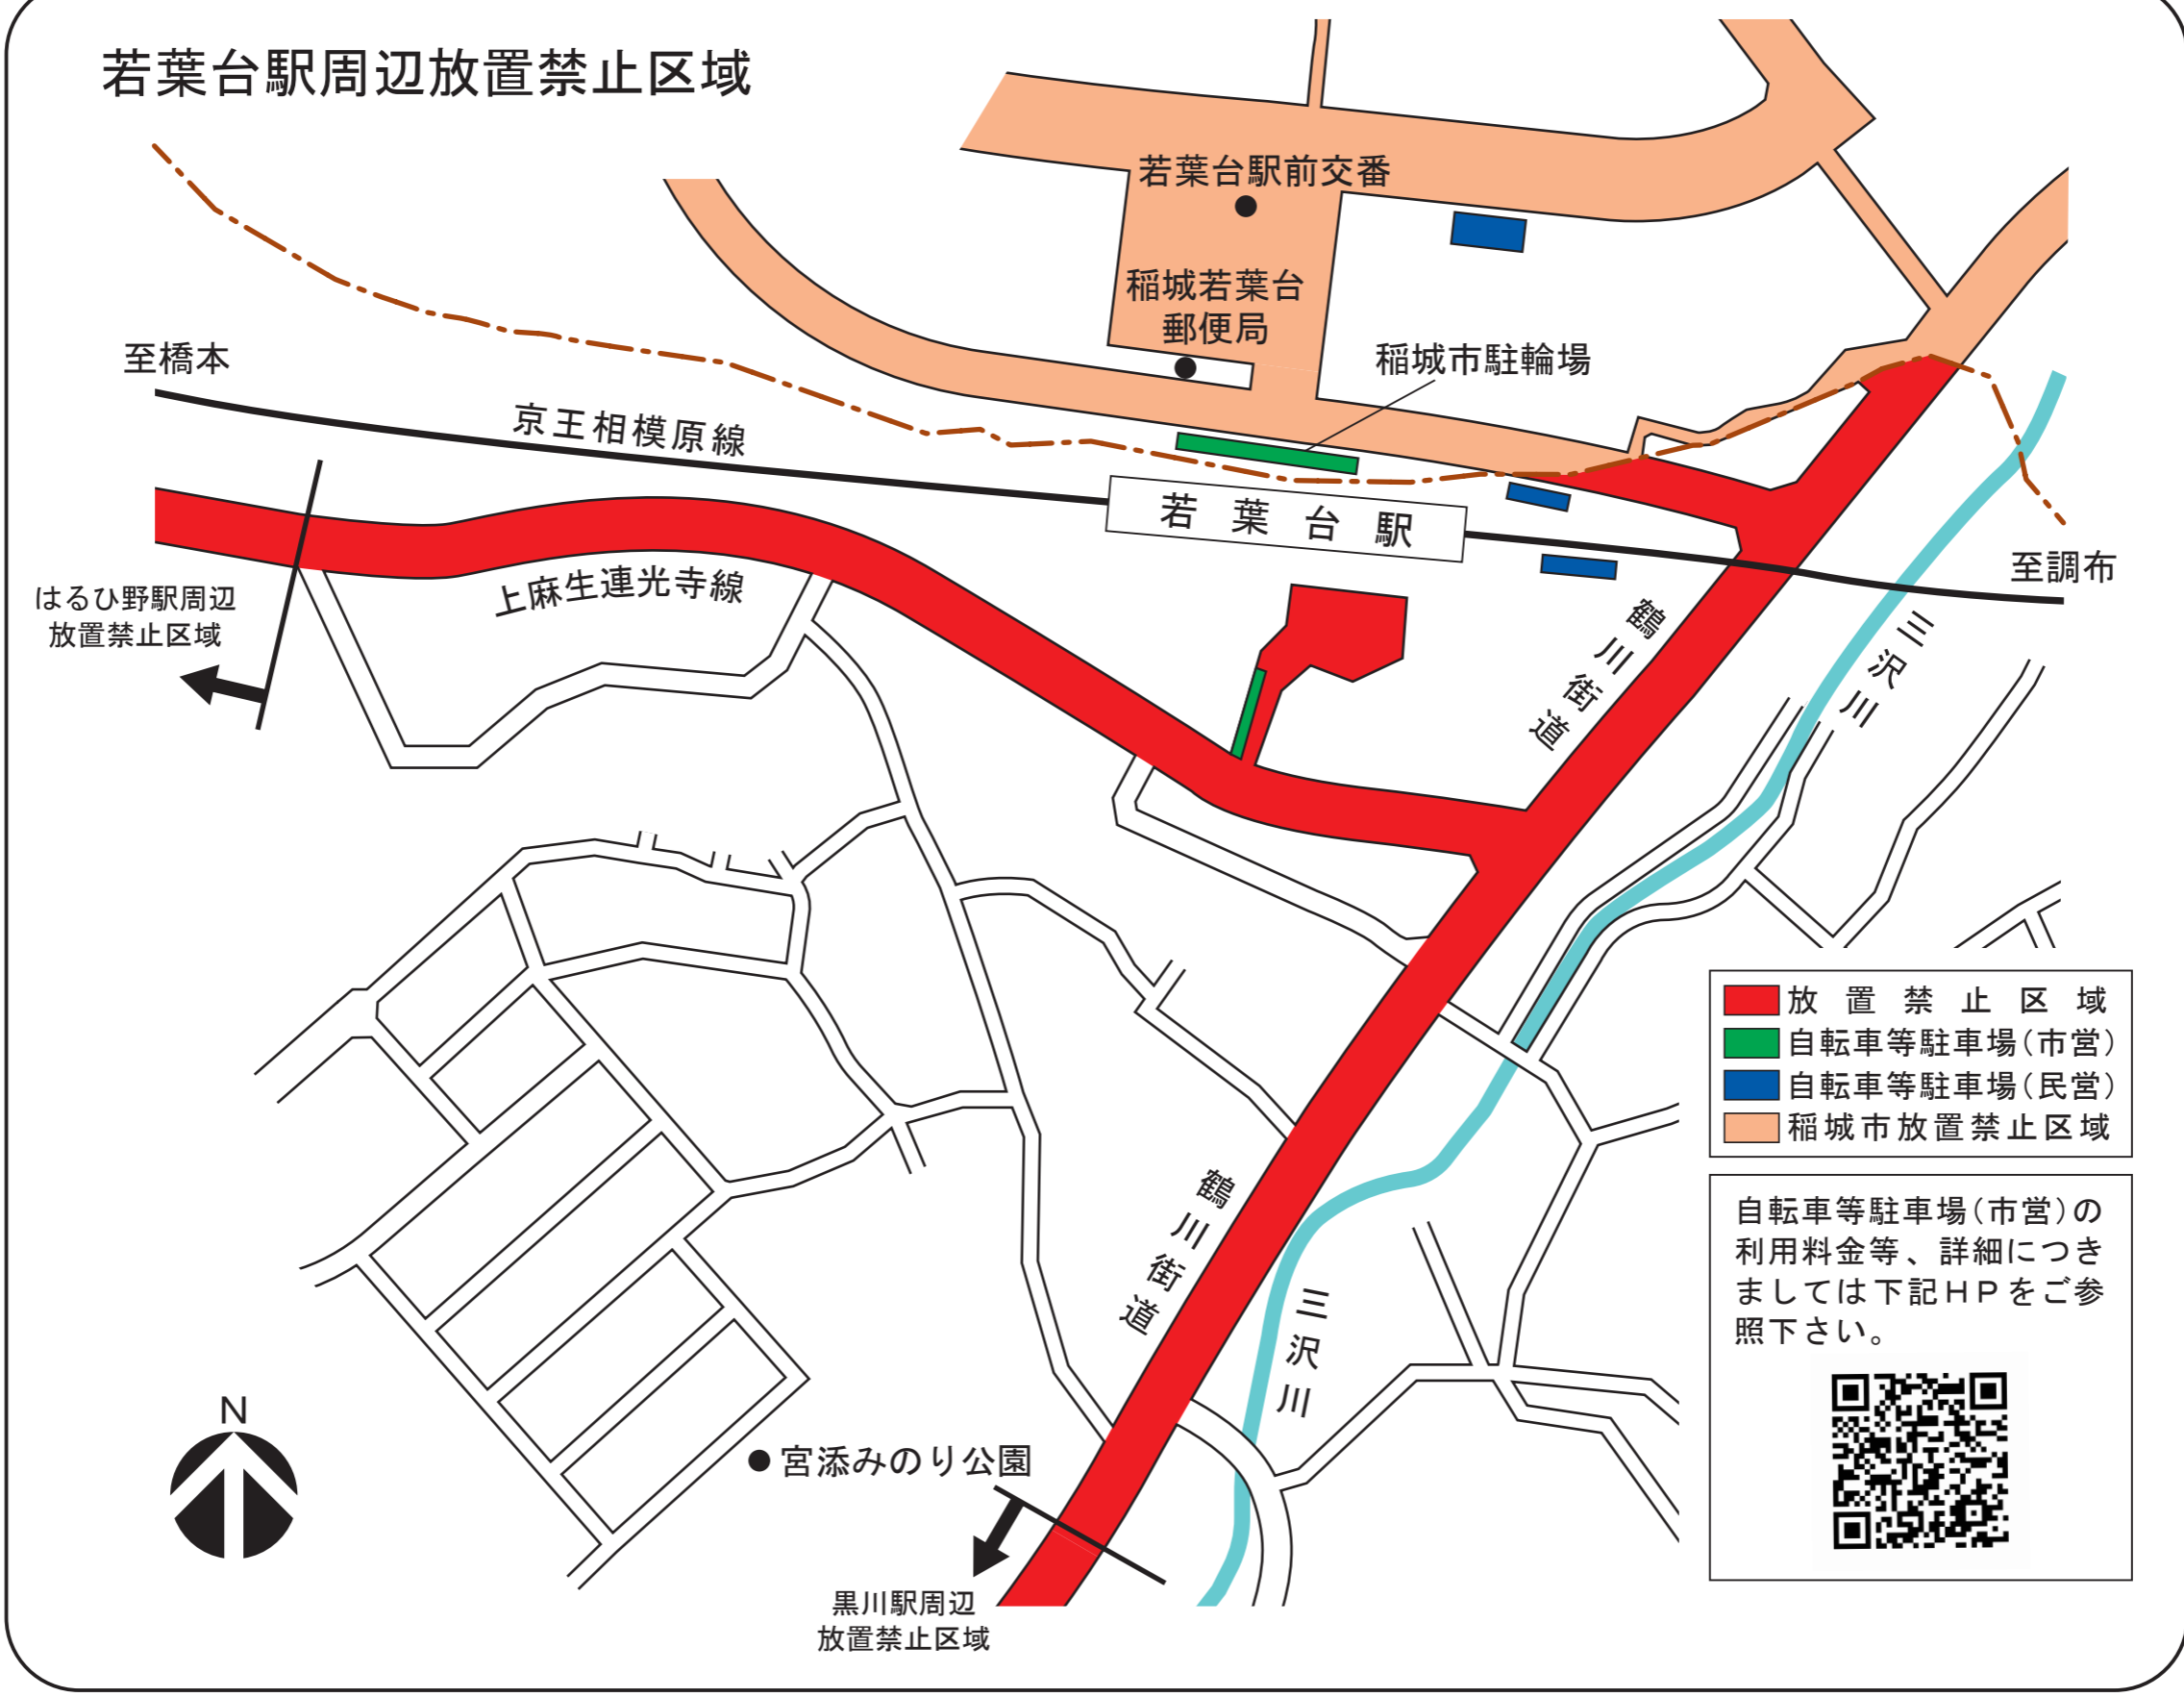 若葉台駅周辺放置禁止区域
若葉台駅前交番
稲城若葉台
郵便局
稲城市駐輪場
至橋本
京王相模原線
若葉台駅
至調布
はるひ野駅周辺
放置禁止区域
上麻生連光寺線
鶴川街道
三沢川
放置禁止区域
自転車等駐車場(市営)
自転車等駐車場(民営)
稲城市放置禁止区域
自転車等駐車場(市営)の
利用料金等、詳細につき
ましては下記HPをご参
照下さい。
鶴川街道
三沢川
N
宮添みのり公園
黒川駅周辺
放置禁止区域